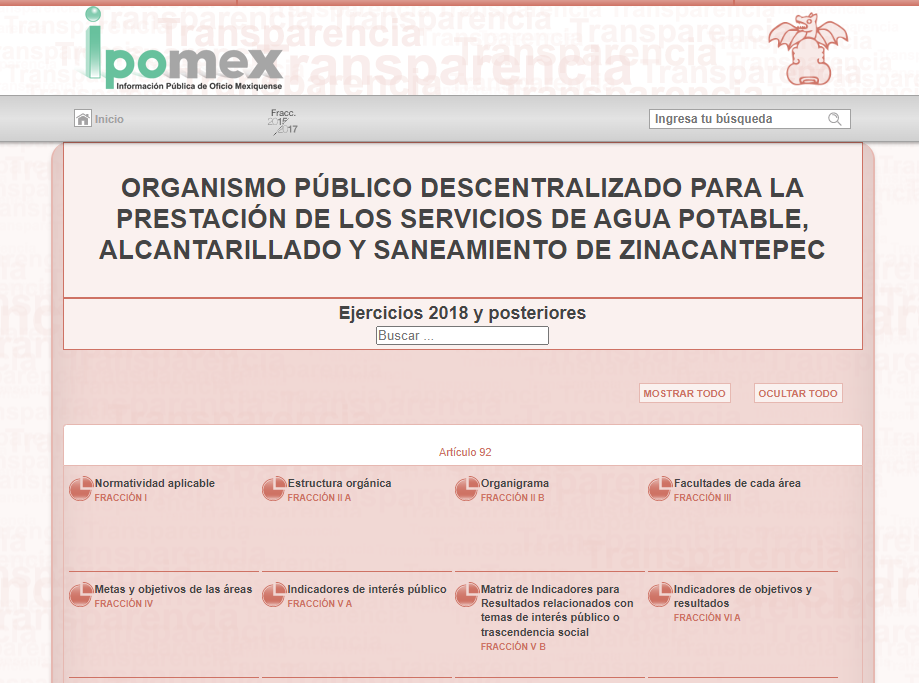 ipomex
Información Pública de Oficio Mexiquense
Inicio
Fracc.
2017
Ingresa tu búsqueda
ORGANISMO PÚBLICO DESCENTRALIZADO PARA LA
PRESTACIÓN DE LOS SERVICIOS DE AGUA POTABLE,
ALCANTARILLADO Y SANEAMIENTO DE ZINACANTEPEC
Ejercicios 2018 y posteriores
Buscar ...
MOSTRAR TODO
OCULTAR TODO
Artículo 92
Normatividad aplicable
FRACCIÓN I
Estructura orgánica
FRACCIÓN II A
Organigrama
FRACCIÓN II B
Facultades de cada área
FRACCIÓN III
Metas y objetivos de las áreas
FRACCIÓN IV
Indicadores de interés público
FRACCIÓN V A
Matriz de Indicadores para
Resultados relacionados con
temas de interés público o
trascendencia social
FRACCIÓN V B
Indicadores de objetivos y
resultados
FRACCIÓN VI A